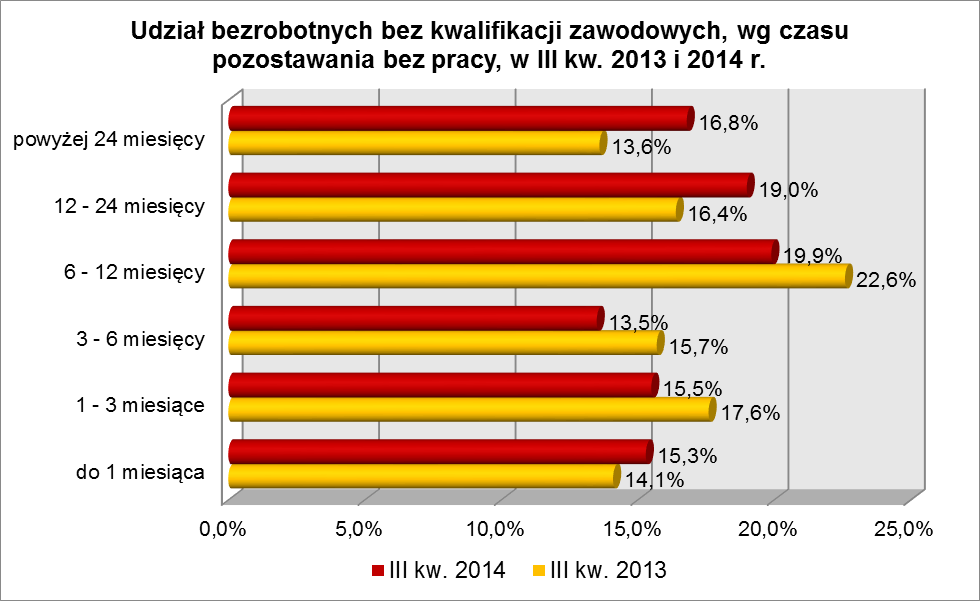 Udział bezrobotnych bez kwalifikacji zawodowych, wg czasu
pozostawania bez pracy, w III kw. 2013 i 2014 r.
powyżej 24 miesięcy
16,8%
13,6%
12 - 24 miesięcy
19,0%
16,4%
6 - 12 miesięcy
19,9%
22,6%
3 - 6 miesięcy
13,5%
15,7%
1 - 3 miesiące
15,5%
17,6%
do 1 miesiąca
15,3%
14,1%
0,0% 5,0% 10,0% 15,0% 20,0% 25,0%
III kw. 2014 III kw. 2013